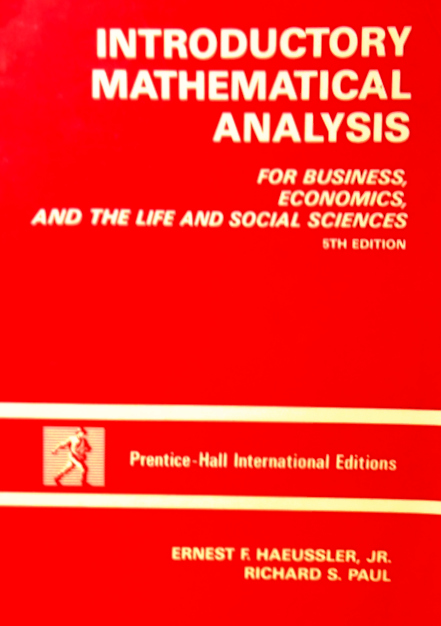 INTRODUCTORY
MATHEMATICAL
ANALYSIS
FOR BUSINESS,
ECONOMICS,
AND THE LIFE AND SOCIAL SCIENCES
5TH EDITION
Prentice-Hall International Editions
ERNEST F. HAEUSSLER, JR.
RICHARD S. PAUL